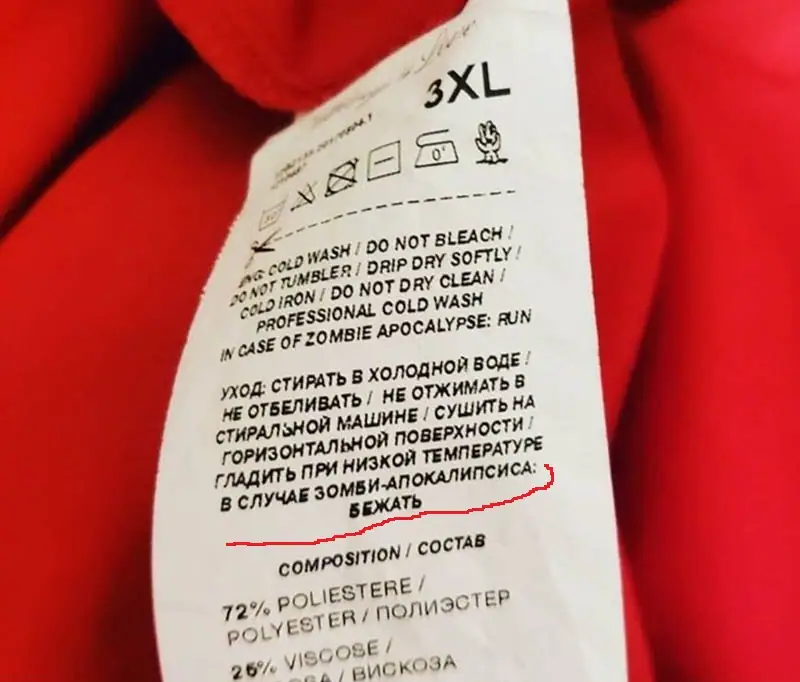 3XL
0°
ING: COLD WASH / DO NOT BLEACH /
DO NOT TUMBLER / DRIP DRY SOFTLY /
COLD IRON / DO NOT DRY CLEAN /
PROFESSIONAL COLD WASH
IN CASE OF ZOMBIE APOCALYPSE: RUN
УХОД: СТИРАТЬ В ХОЛОДНОЙ ВОДЕ /
НЕ ОТБЕЛИВАТЬ / НЕ ОТЖИМАТЬ В
СТИРАЛЬНОЙ МАШИНЕ / СУШИТЬ НА
ГОРИЗОНТАЛЬНОЙ ПОВЕРХНОСТИ /
ГЛАДИТЬ ПРИ НИЗКОЙ ТЕМПЕРАТУРЕ
В СЛУЧАЕ ЗОМБИ-АПОКАЛИПСИСА:
БЕЖАТЬ
COMPOSITION / СОСТАВ
72% POLIESTERE /
POLYESTER / ПОЛИЭСТЕР
25% VISCOSE /
/ ВИСКОЗА